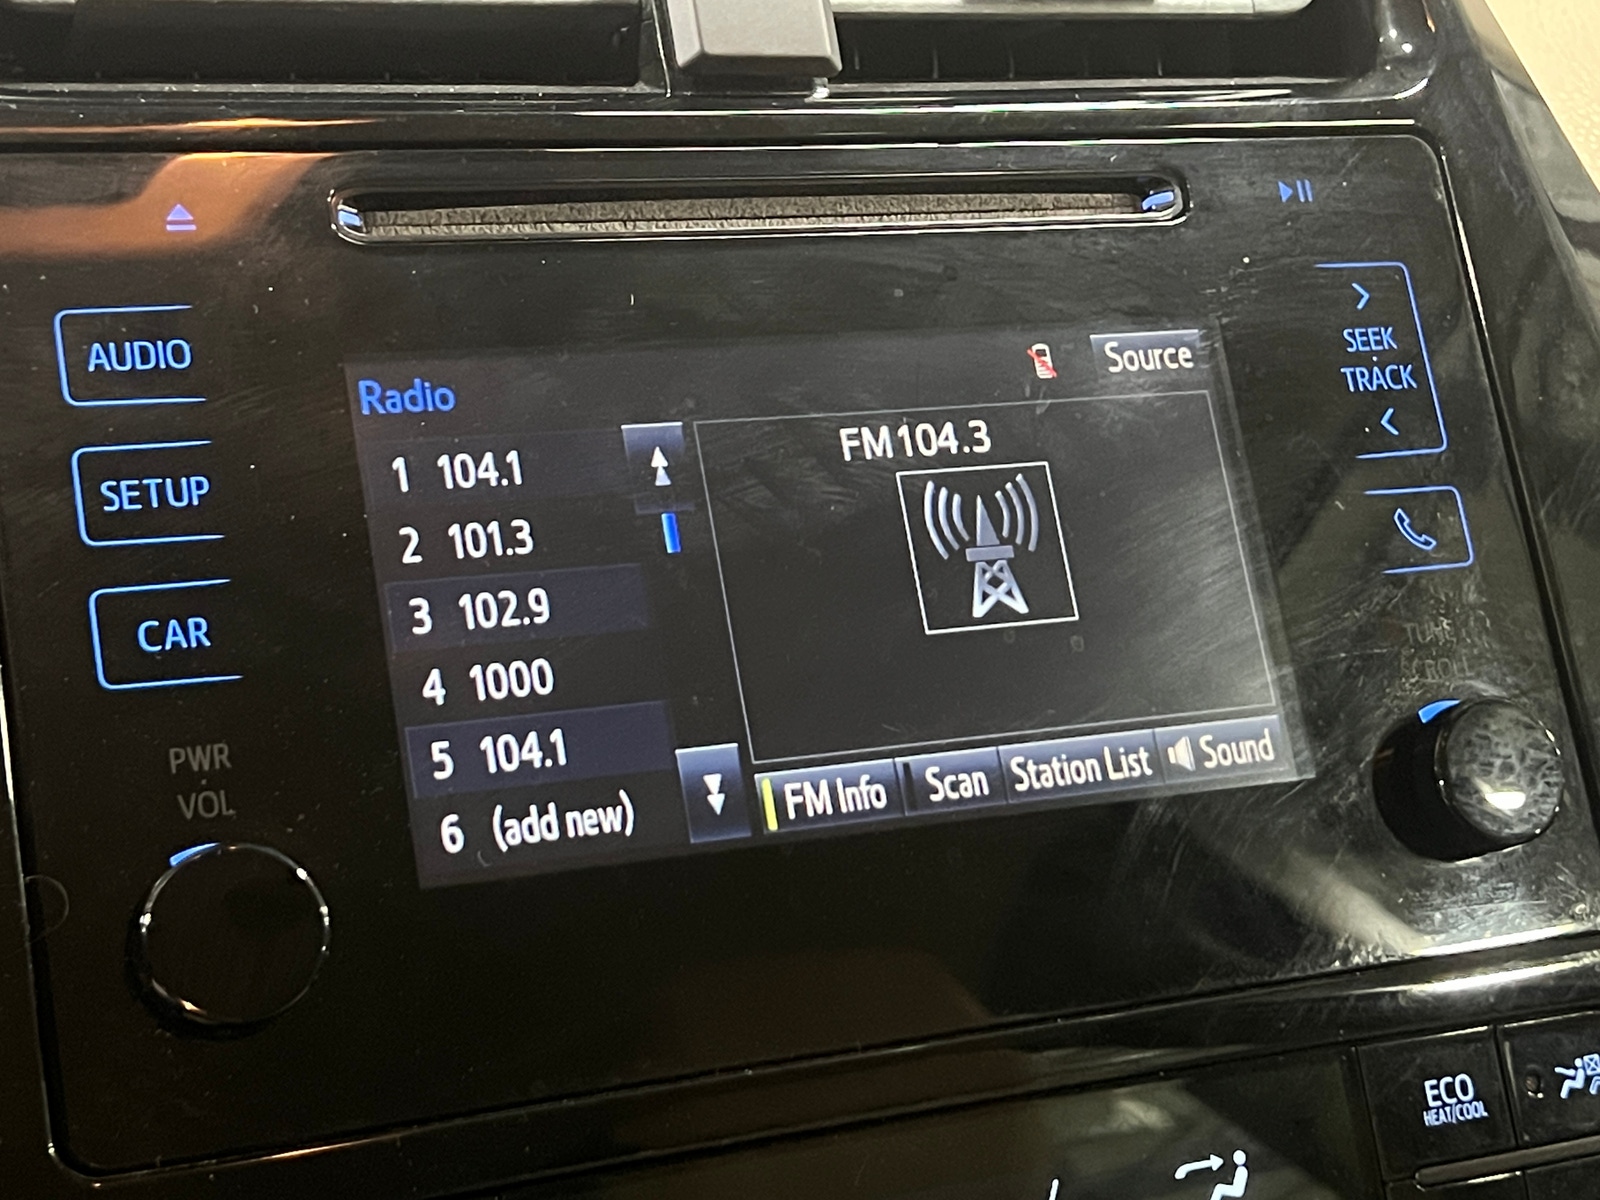 AUDIO
SETUP
CAR
PWR
VOL
Radio
Source
1 104.1
2 101.3
3 102.9
4 1000
5 104.1
6 (add new)
FM 104.3
FM Info
Scan
Station List
Sound
SEEK
TRACK
TUNE
SCROLL
ECO
HEAT/COOL